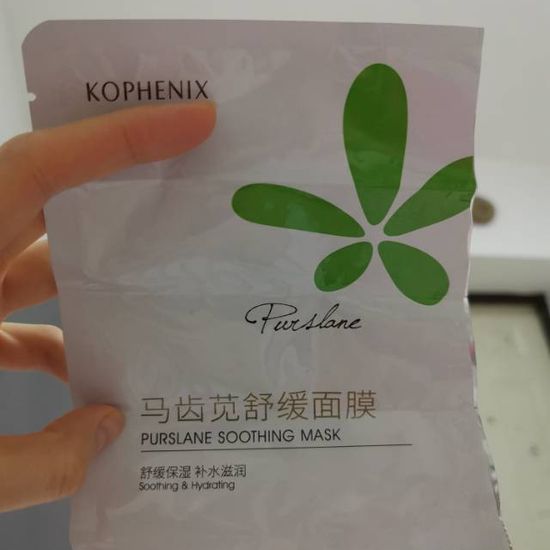 KOPHENIX
Purslane
马齿苋舒缓面膜
PURSLANE SOOTHING MASK
舒缓保湿 补水滋润
Soothing & Hydrating